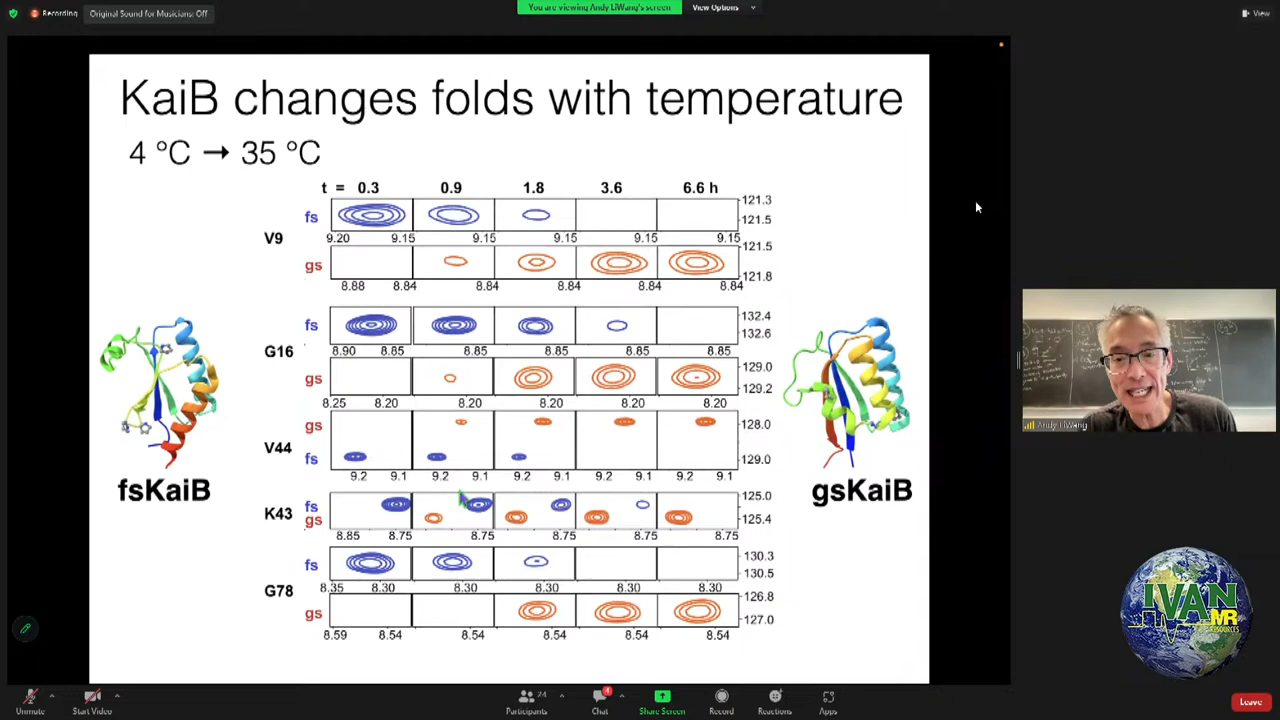 Recording
Original Sound for Musicians: Off
You are viewing Andy LiWang's screen
View Options
View
KaiB changes folds with temperature
4 °C → 35 °C
t = 0.3 0.9 1.8 3.6 6.6 h
V9
fs
121.3
121.5
9.20 9.15 9.15 9.15 9.15 9.15
gs
121.5
121.8
8.88 8.84 8.84 8.84 8.84 8.84
G16
fs
132.4
132.6
8.90 8.85 8.85 8.85 8.85 8.85
gs
129.0
129.2
8.25 8.20 8.20 8.20 8.20 8.20
V44
gs
128.0
fs
129.0
9.2 9.1 9.2 9.1 9.2 9.1 9.2 9.1 9.2 9.1
K43
fs
125.0
gs
125.4
8.85 8.75 8.75 8.75 8.75 8.75
G78
fs
130.3
130.5
8.35 8.30 8.30 8.30 8.30 8.30
gs
126.8
127.0
8.59 8.54 8.54 8.54 8.54 8.54
fsKaiB
gsKaiB
Andy LiWang
IVAN
MR
RESOURCES
Unmute
Start Video
Participants
24
Chat
4
Share Screen
Record
Reactions
Apps
Leave